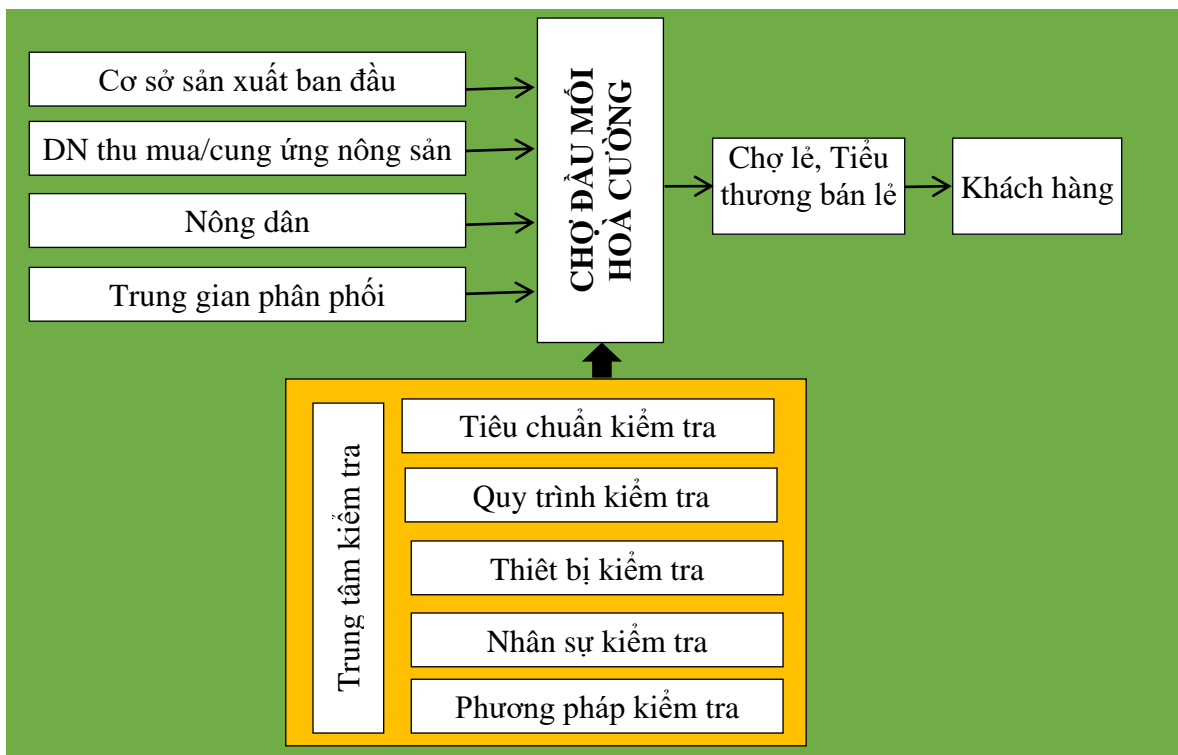 Cơ sở sản xuất ban đầu
DN thu mua/cung ứng nông sản
Nông dân
Trung gian phân phối
CHỢ ĐẦU MỐI
HOÀ CƯỜNG
Chợ lẻ, Tiểu
thương bán lẻ
Khách hàng
Trung tâm kiểm tra
Tiêu chuẩn kiểm tra
Quy trình kiểm tra
Thiêt bị kiểm tra
Nhân sự kiểm tra
Phương pháp kiểm tra